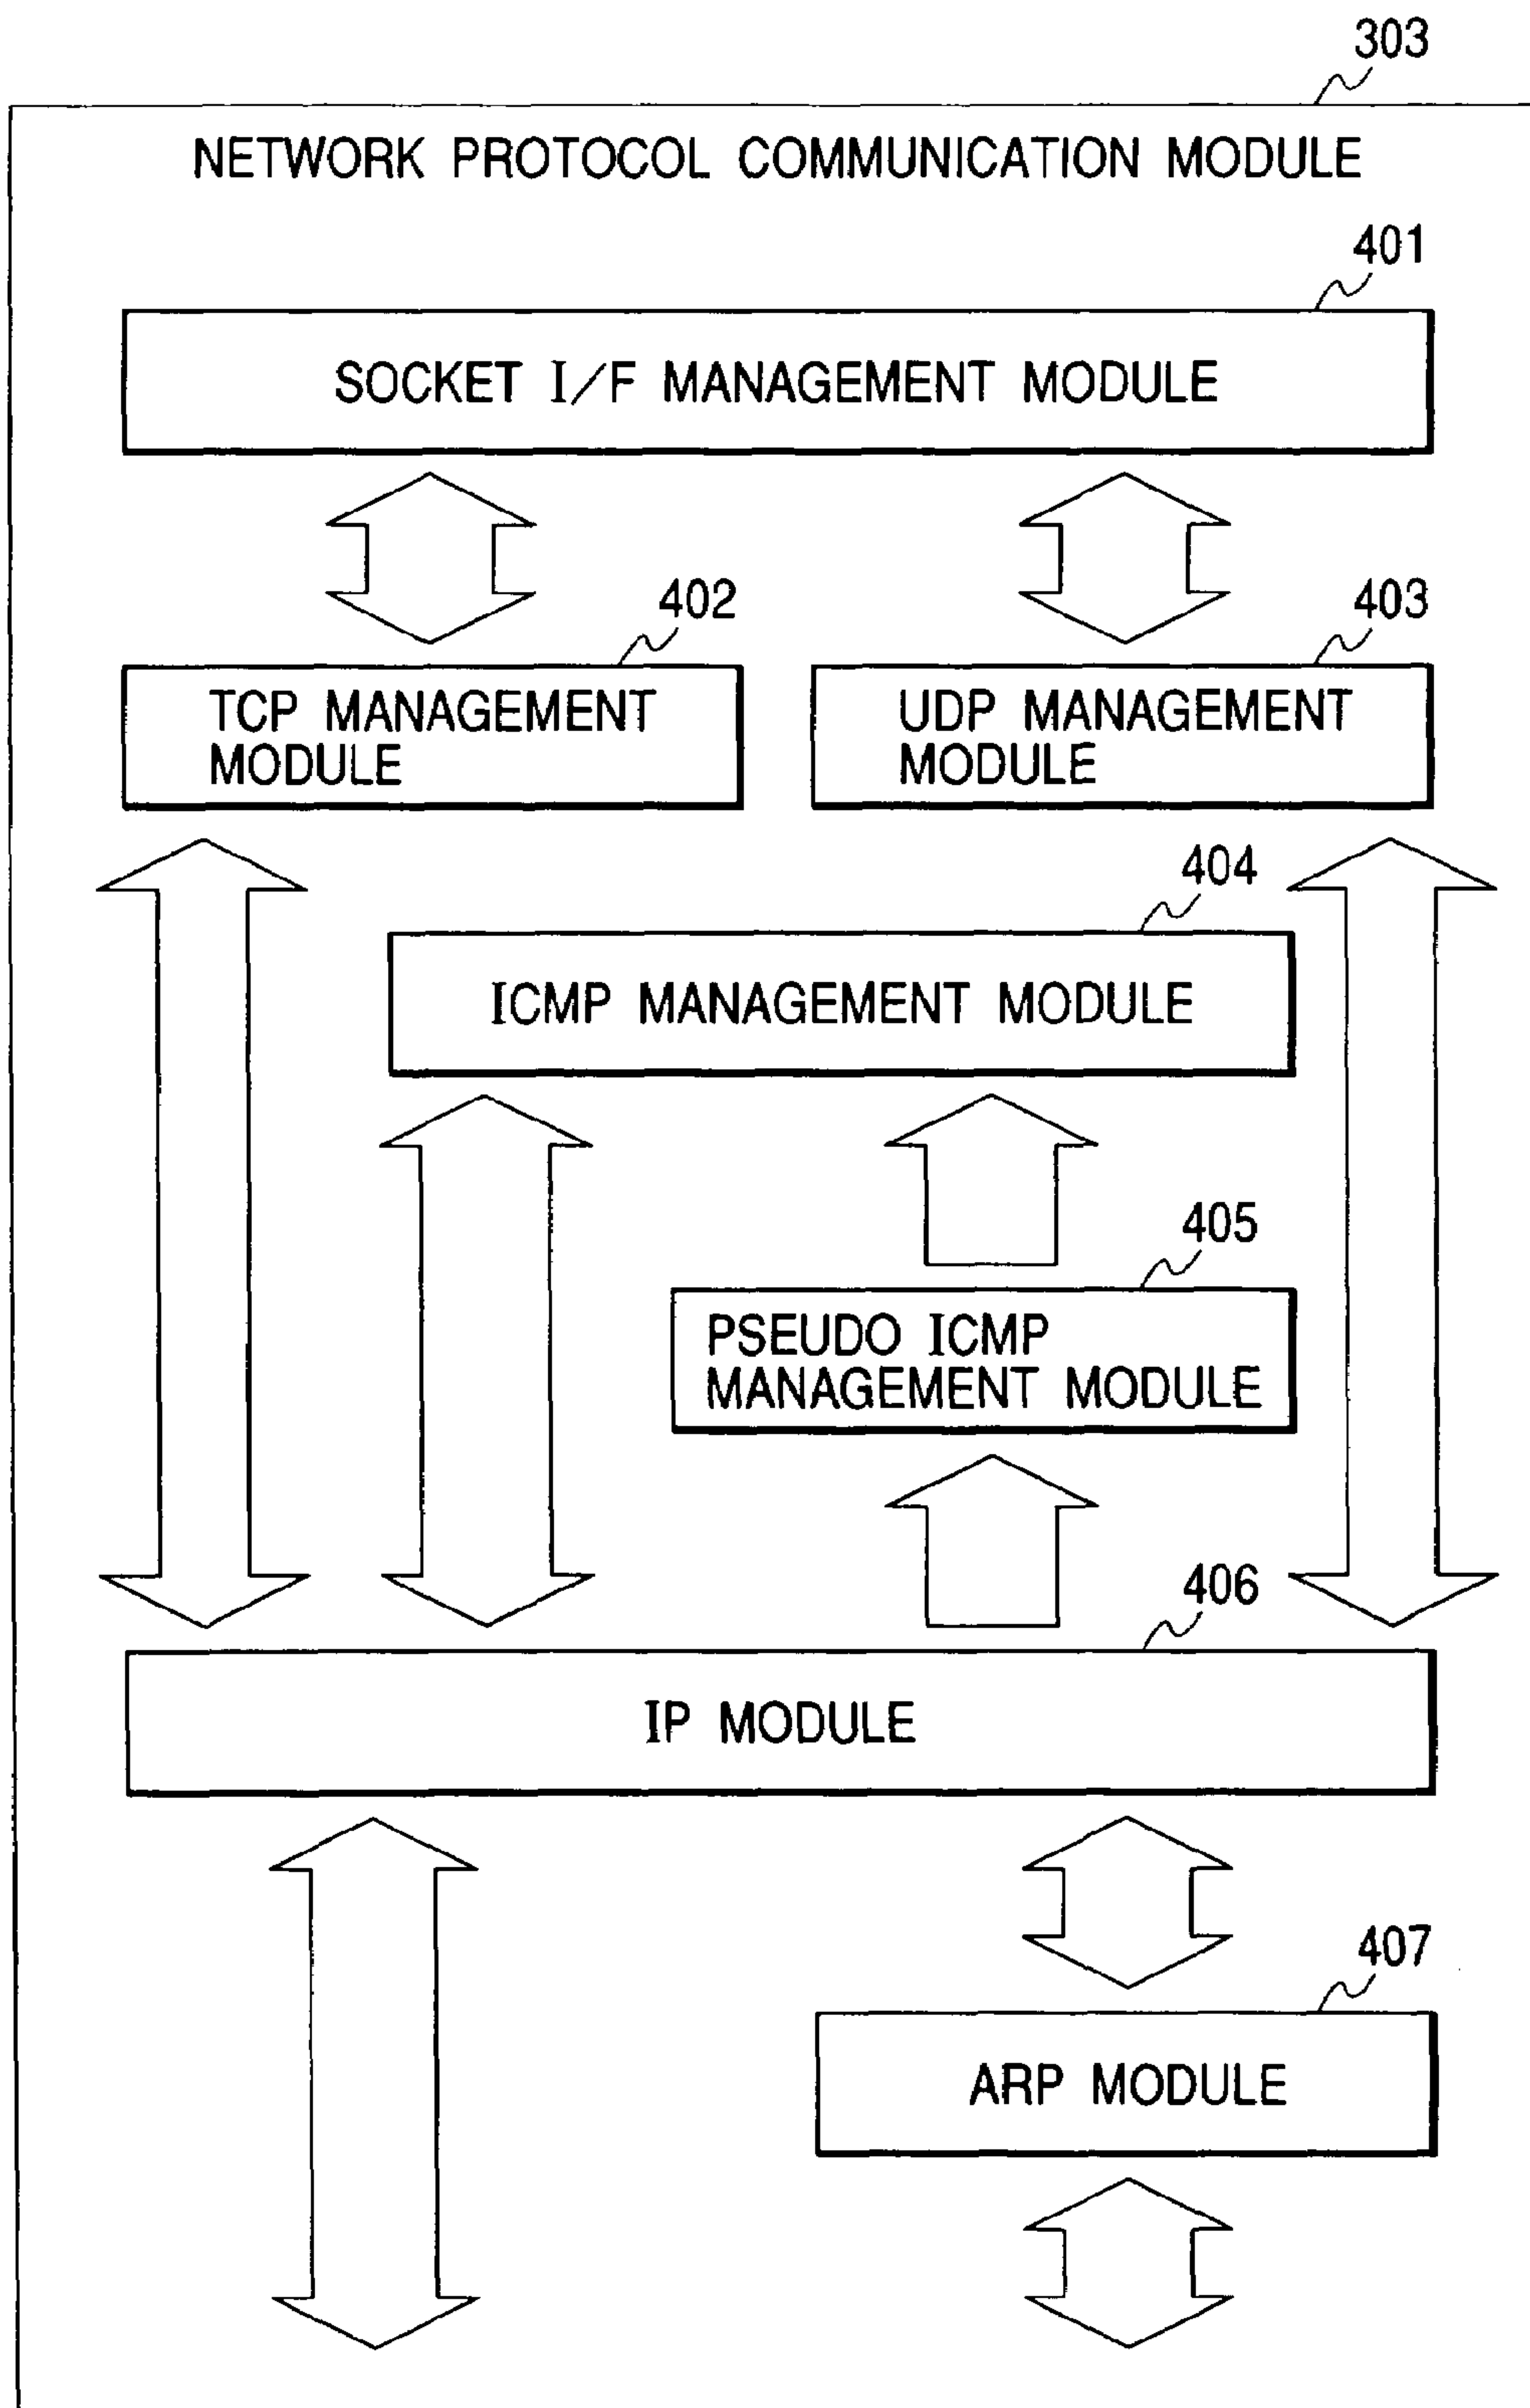 303
NETWORK PROTOCOL COMMUNICATION MODULE
401
SOCKET I/F MANAGEMENT MODULE
402
TCP MANAGEMENT
MODULE
403
UDP MANAGEMENT
MODULE
404
ICMP MANAGEMENT MODULE
405
PSEUDO ICMP
MANAGEMENT MODULE
406
IP MODULE
407
ARP MODULE